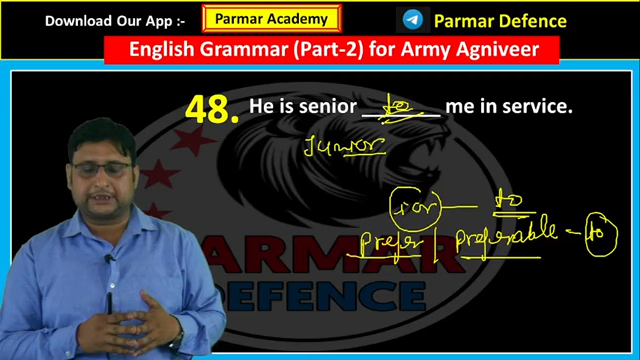 Download Our App :- Parmar Academy Parmar Defence
English Grammar (Part-2) for Army Agniveer
48. He is senior to me in service.
Junior
ior — to
prefer | preferable - to
PARMAR
DEFENCE